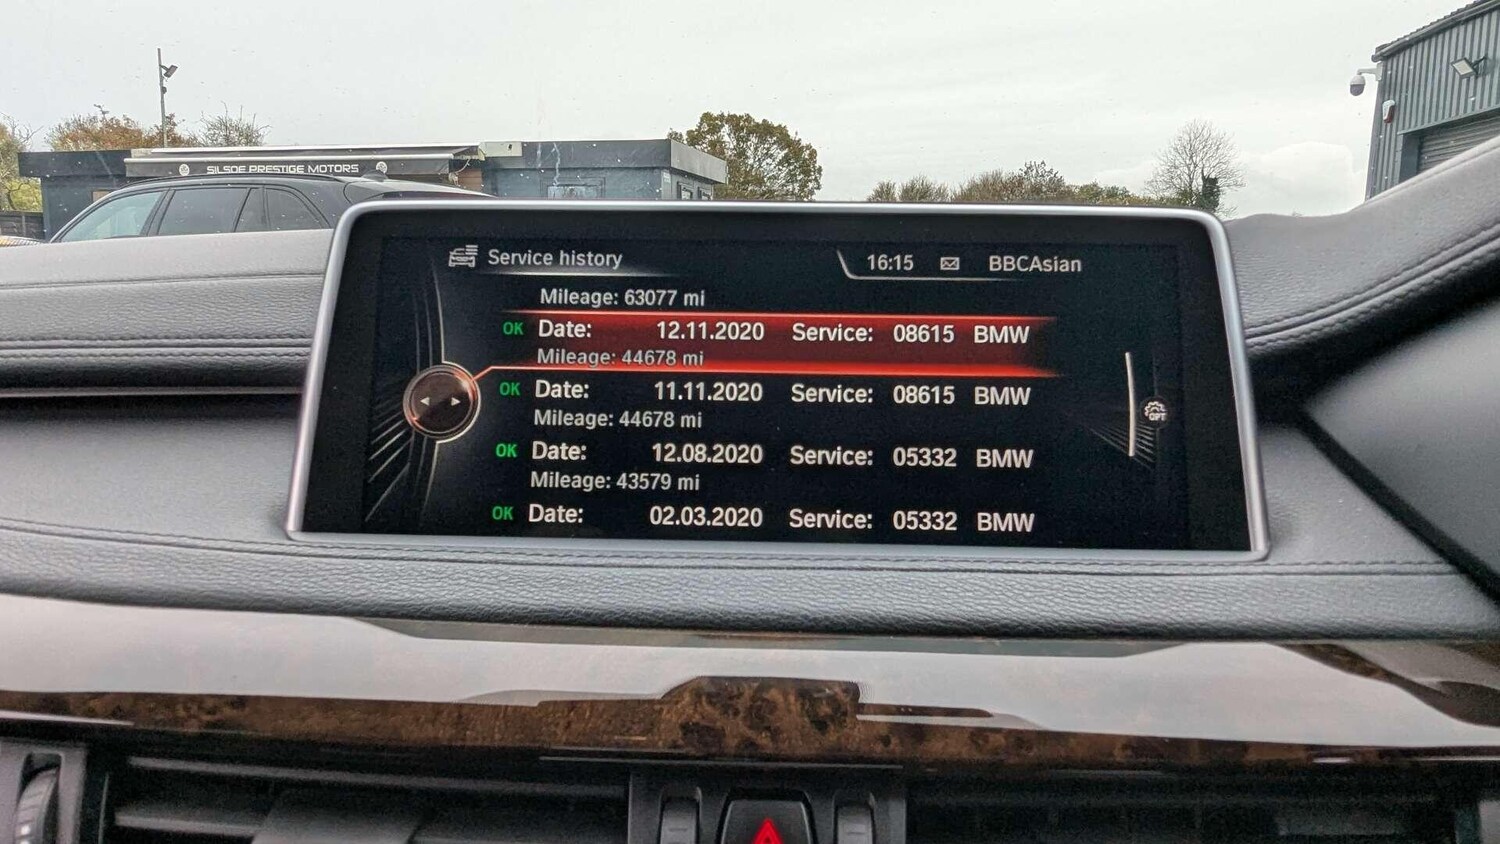 SILSOE PRESTIGE MOTORS
Service history 16:15 BBCAsian
Mileage: 63077 mi
OK Date: 12.11.2020 Service: 08615 BMW
Mileage: 44678 mi
OK Date: 11.11.2020 Service: 08615 BMW
Mileage: 44678 mi
OK Date: 12.08.2020 Service: 05332 BMW
Mileage: 43579 mi
OK Date: 02.03.2020 Service: 05332 BMW
OPT